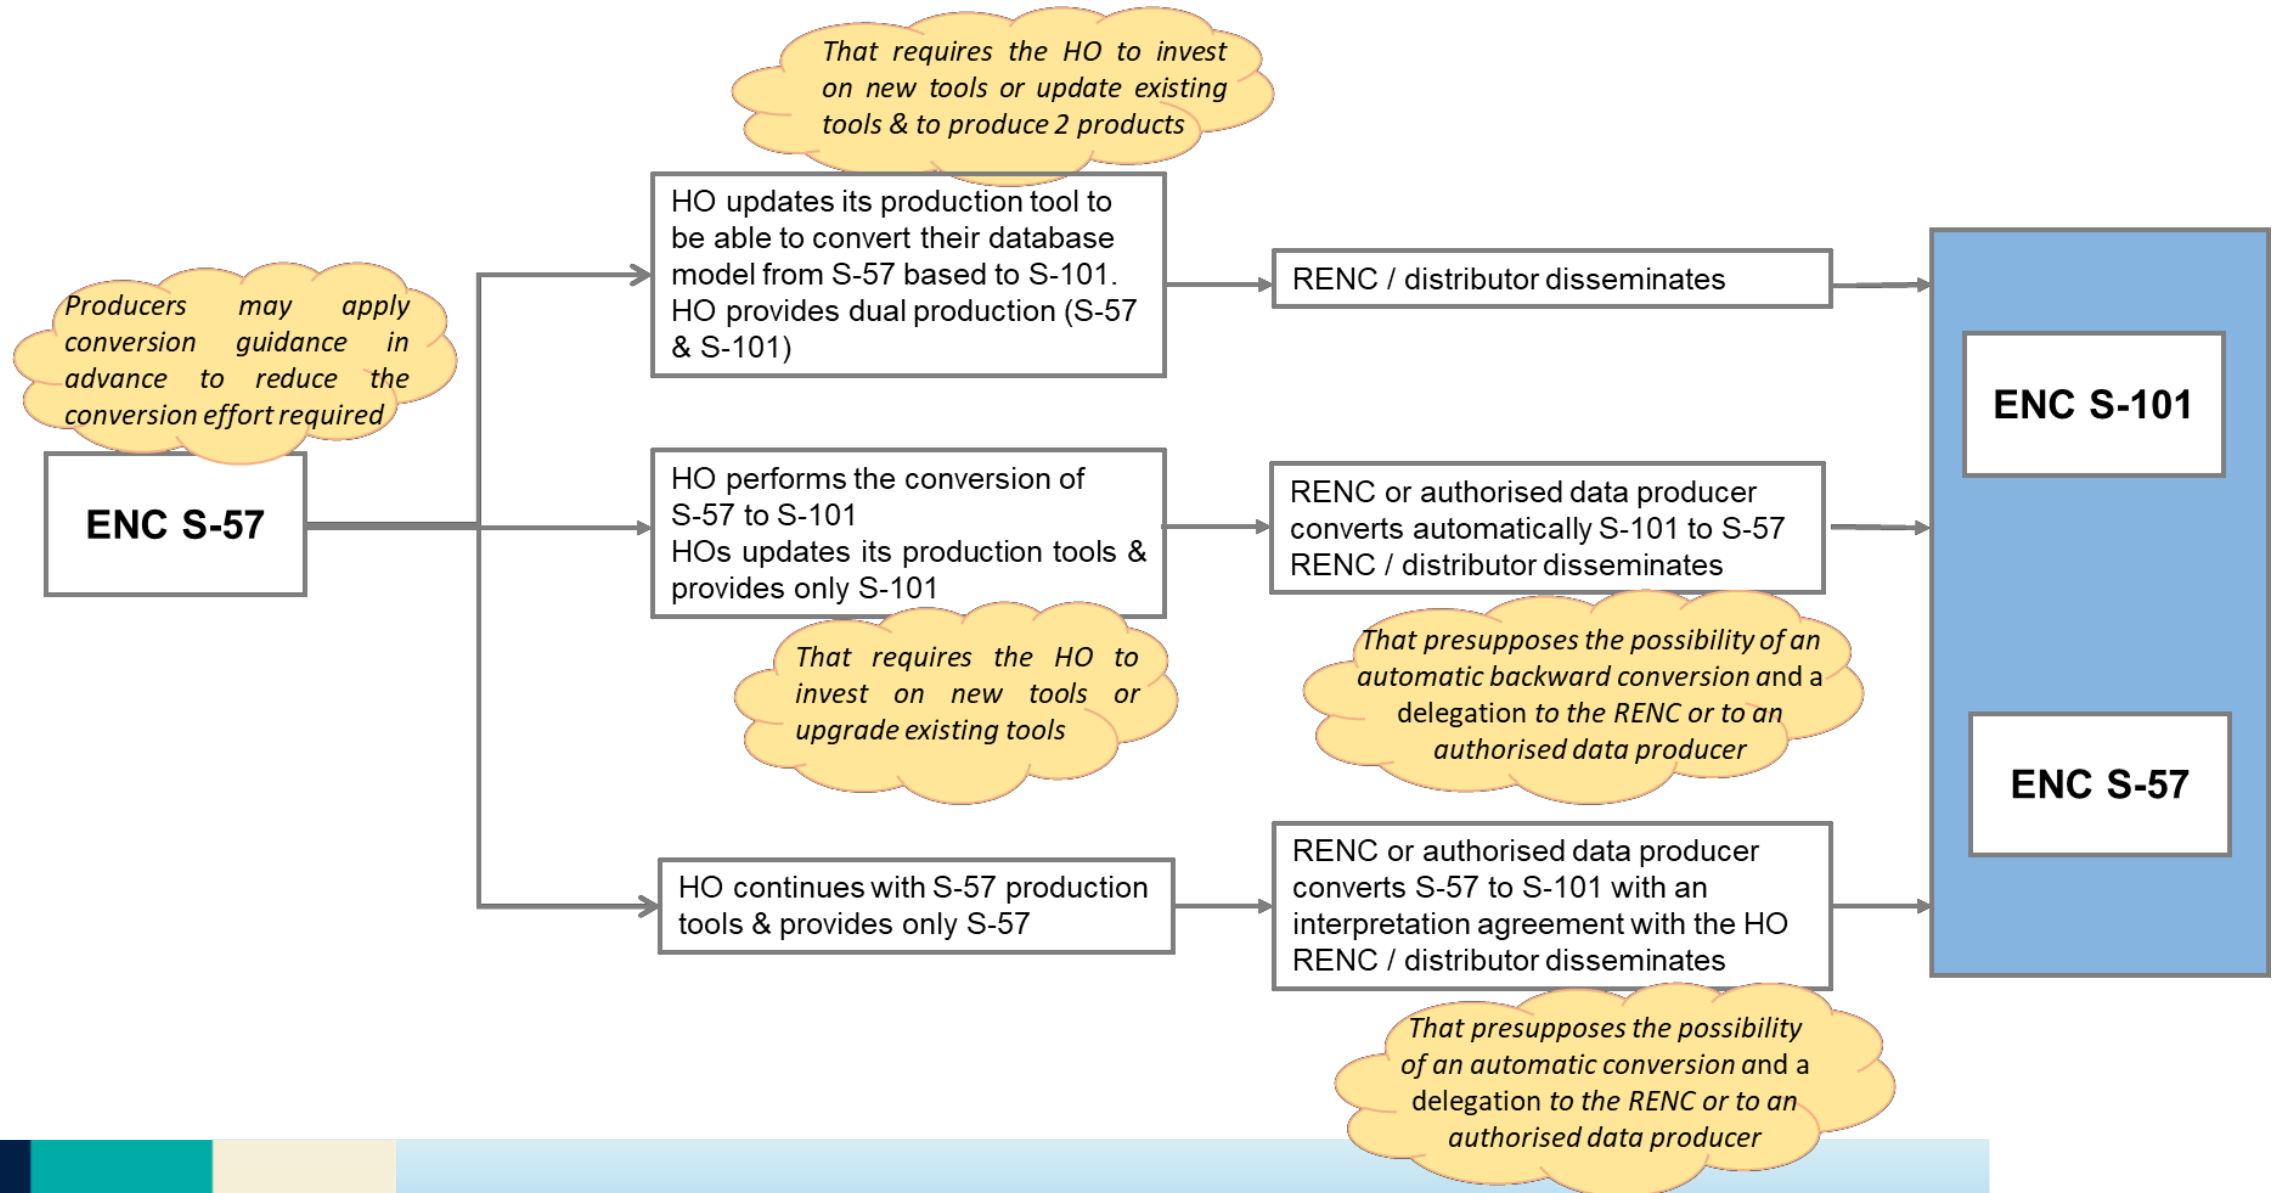 That requires the HO to invest
on new tools or update existing
tools & to produce 2 products
Producers may apply
conversion guidance in
advance to reduce the
conversion effort required
ENC S-57
HO updates its production tool to
be able to convert their database
model from S-57 based to S-101.
HO provides dual production (S-57
& S-101)
RENC / distributor disseminates
HO performs the conversion of
S-57 to S-101
HOs updates its production tools &
provides only S-101
That requires the HO to
invest on new tools or
upgrade existing tools
RENC or authorised data producer
converts automatically S-101 to S-57
RENC / distributor disseminates
That presupposes the possibility of an
automatic backward conversion and a
delegation to the RENC or to an
authorised data producer
HO continues with S-57 production
tools & provides only S-57
RENC or authorised data producer
converts S-57 to S-101 with an
interpretation agreement with the HO
RENC / distributor disseminates
That presupposes the possibility
of an automatic conversion and a
delegation to the RENC or to an
authorised data producer
ENC S-101
ENC S-57